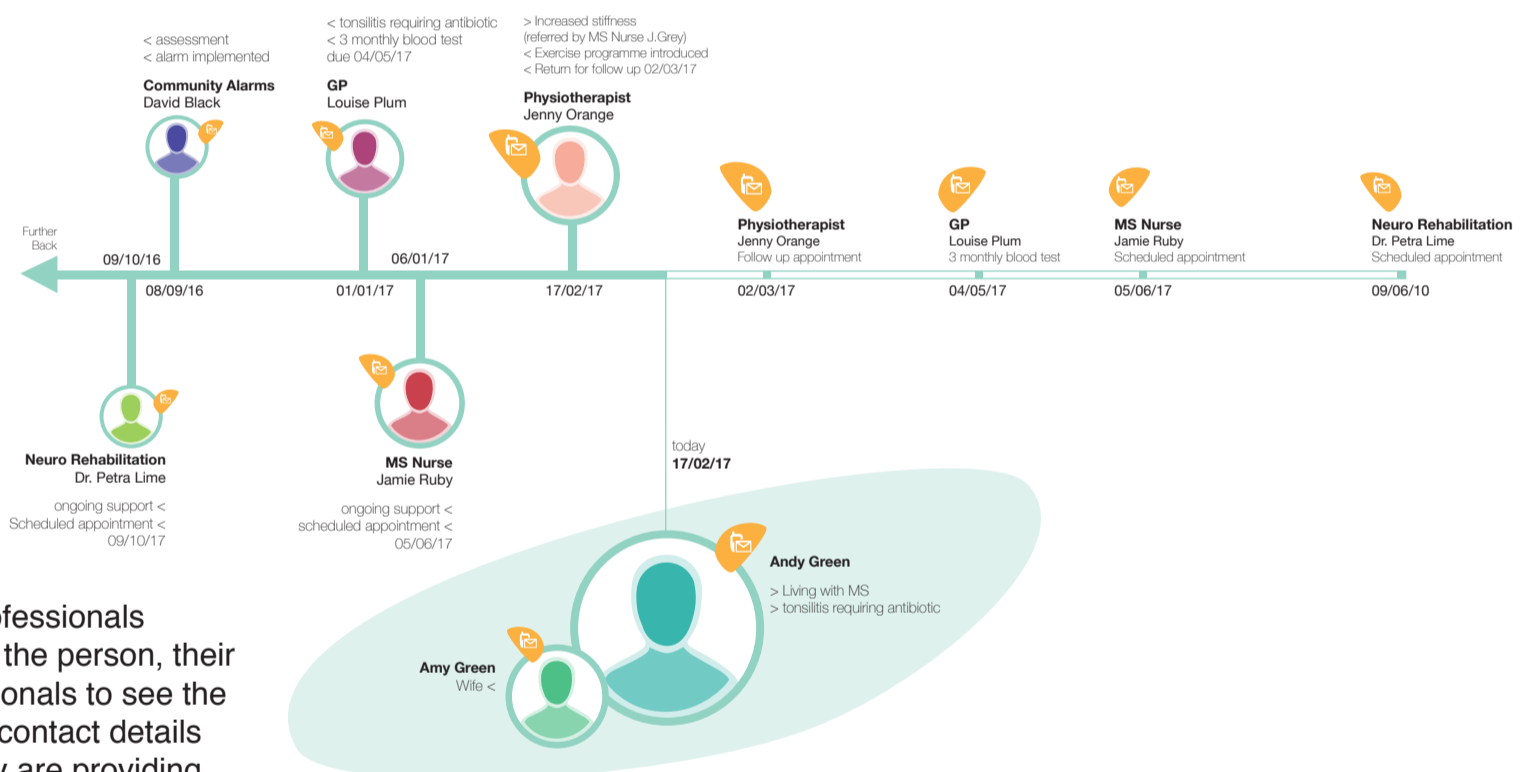 < assessment
< alarm implemented
Community Alarms
David Black
< tonsilitis requiring antibiotic
< 3 monthly blood test
due 04/05/17
GP
Louise Plum
> Increased stiffness
(referred by MS Nurse J.Grey)
< Exercise programme introduced
< Return for follow up 02/03/17
Physiotherapist
Jenny Orange
Further
Back
09/10/16
08/09/16
01/01/17
06/01/17
17/02/17
Physiotherapist
Jenny Orange
Follow up appointment
02/03/17
GP
Louise Plum
3 monthly blood test
04/05/17
MS Nurse
Jamie Ruby
Scheduled appointment
05/06/17
Neuro Rehabilitation
Dr. Petra Lime
Scheduled appointment
09/06/10
Neuro Rehabilitation
Dr. Petra Lime
ongoing support <
Scheduled appointment <
09/10/17
MS Nurse
Jamie Ruby
ongoing support <
scheduled appointment <
05/06/17
today
17/02/17
Andy Green
> Living with MS
> tonsilitis requiring antibiotic
Amy Green
Wife <
ofessionals
the person, their
onals to see the
contact details
y are providing